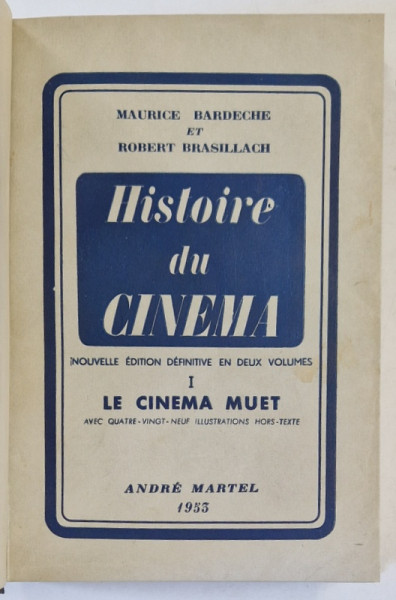 MAURICE BARDECHE
ET
ROBERT BRASILLACH
Histoire
du
CINEMA
NOUVELLE ÉDITION DÉFINITIVE EN DEUX VOLUMES
I
LE CINEMA MUET
AVEC QUATRE-VINGT-NEUF ILLUSTRATIONS HORS-TEXTE
ANDRÉ MARTEL
1953